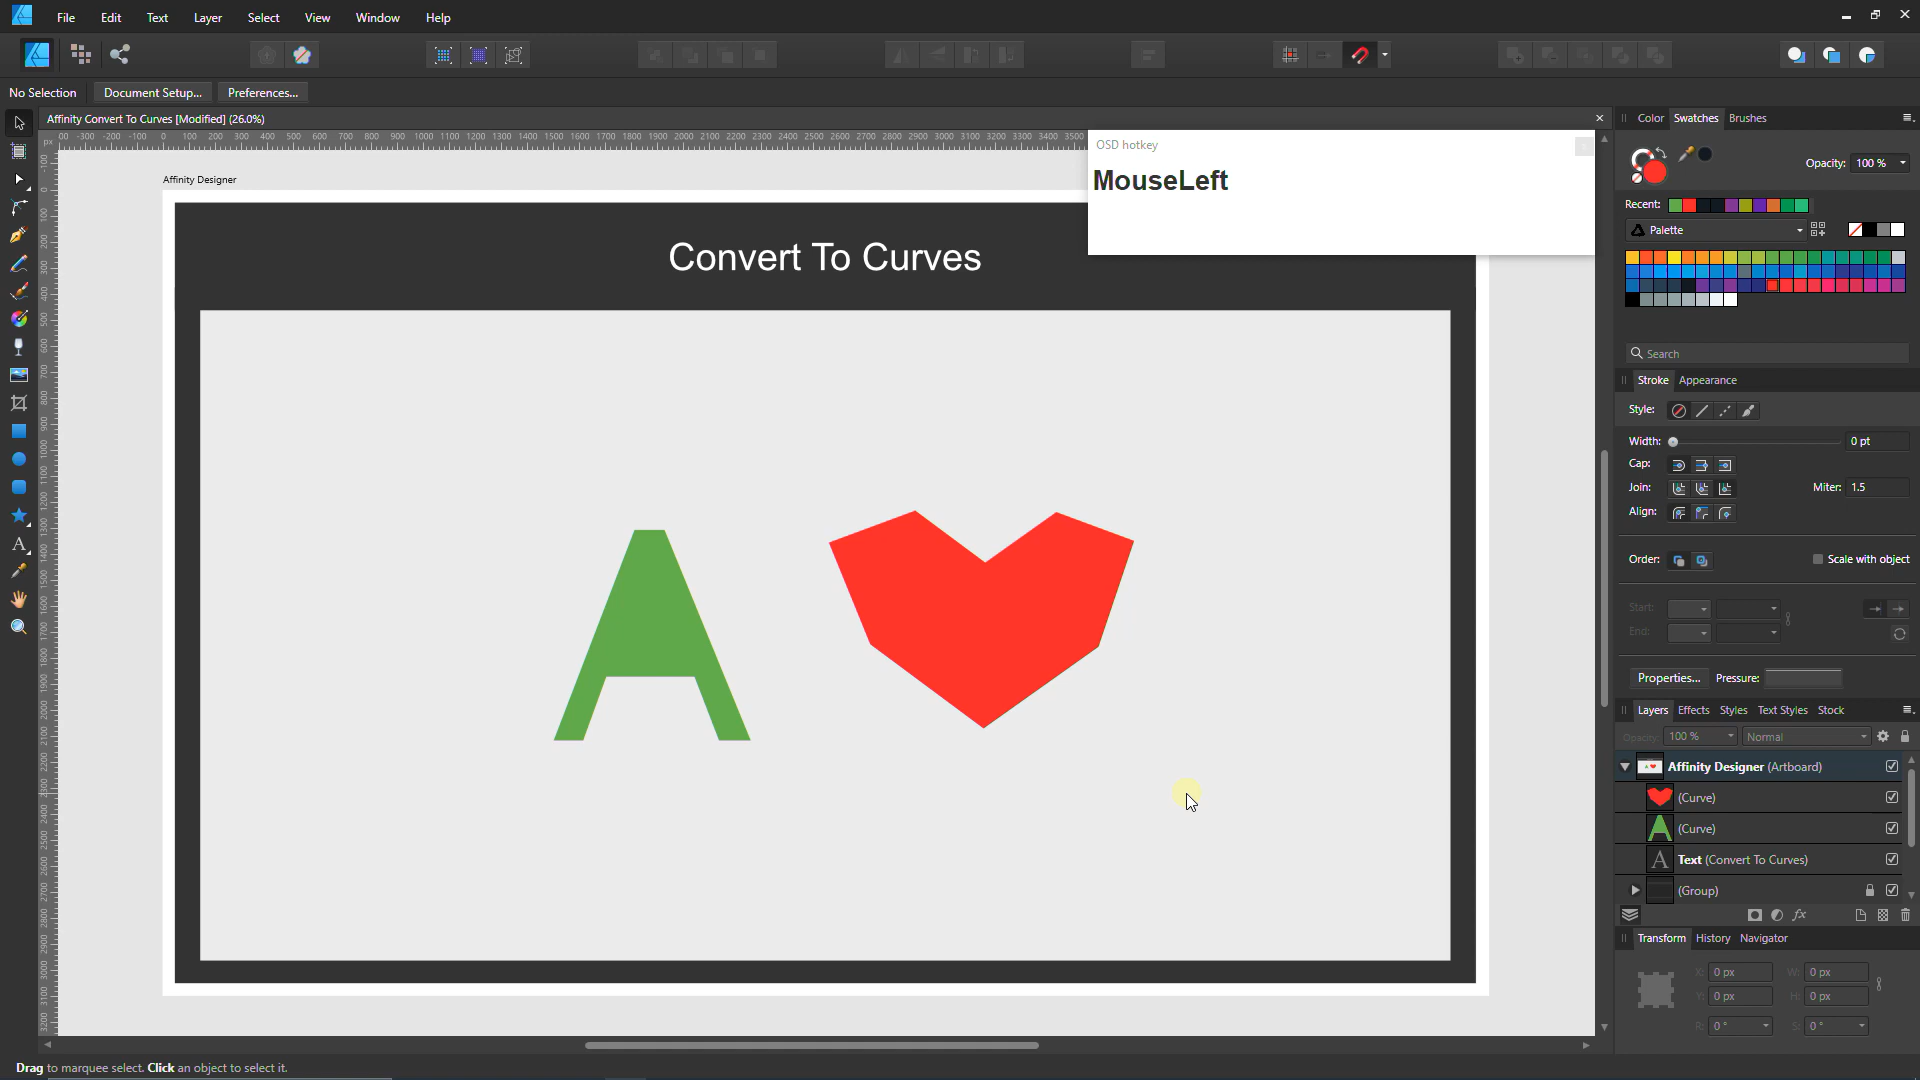 File Edit Text Layer Select View Window Help
No Selection Document Setup... Preferences...
Affinity Convert To Curves [Modified] (26.0%)
Affinity Designer
Convert To Curves
OSD hotkey
MouseLeft
Color Swatches Brushes
Opacity: 100 %
Recent:
Palette
Search
Stroke Appearance
Style:
Width: 0 pt
Cap:
Join: Miter: 1.5
Align:
Order: Scale with object
Start:
End:
Properties... Pressure:
Layers Effects Styles Text Styles Stock
Opacity: 100 % Normal
Affinity Designer (Artboard)
(Curve)
(Curve)
Text (Convert To Curves)
(Group)
Transform History Navigator
X: 0 px W: 0 px
Y: 0 px H: 0 px
R: 0 ° S: 0 °
Drag to marquee select. Click an object to select it.